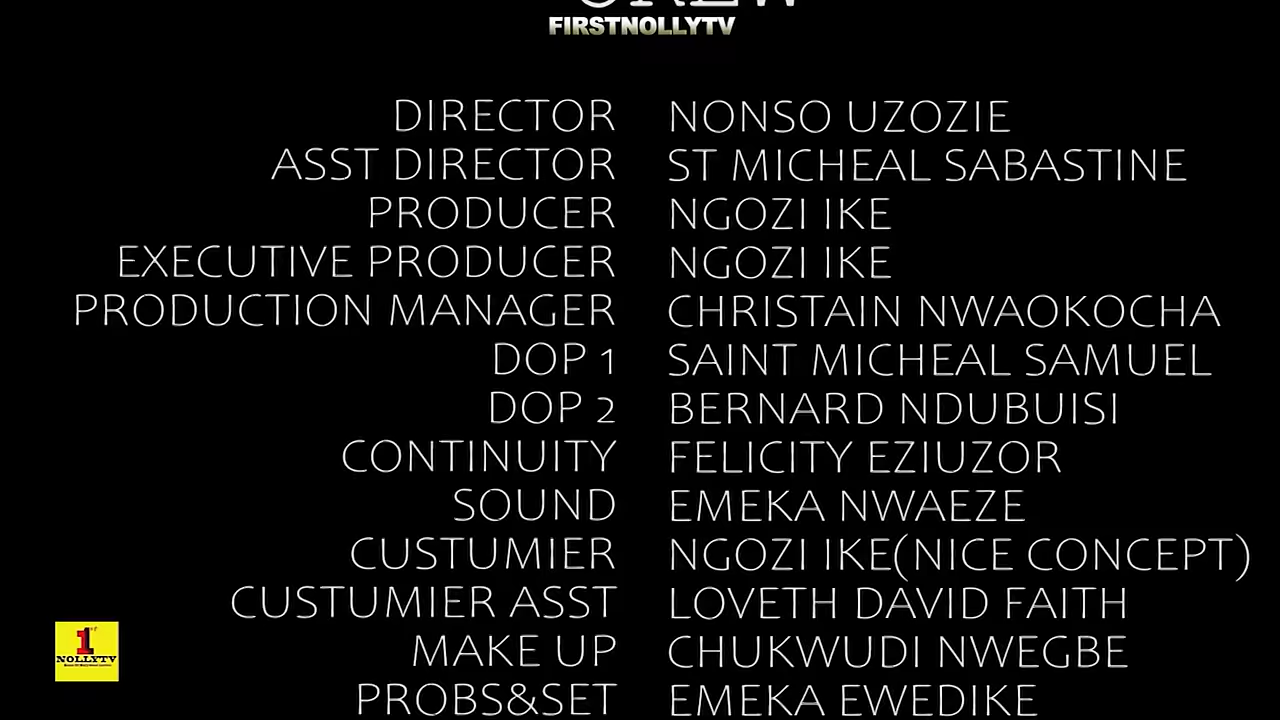 CREW
FIRSTNOLLYTV
DIRECTOR NONSO UZOZIE
ASST DIRECTOR ST MICHEAL SABASTINE
PRODUCER NGOZI IKE
EXECUTIVE PRODUCER NGOZI IKE
PRODUCTION MANAGER CHRISTAIN NWAOKOCHA
DOP 1 SAINT MICHEAL SAMUEL
DOP 2 BERNARD NDUBUISI
CONTINUITY FELICITY EZIUZOR
SOUND EMEKA NWAEZE
CUSTUMIER NGOZI IKE(NICE CONCEPT)
CUSTUMIER ASST LOVETH DAVID FAITH
MAKE UP CHUKWUDI NWEGBE
PROBS&SET EMEKA EWEDIKE
1ST
NOLLYTV